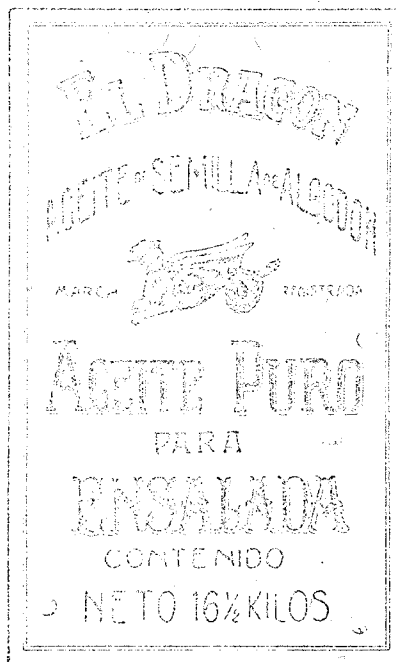 EL DRAGON
ACEITE DE SEMILLA DE ALGODON
MARCA REGISTRADA
ACEITE PURO
PARA
ENSALADA
CONTENIDO
NETO 16½ KILOS